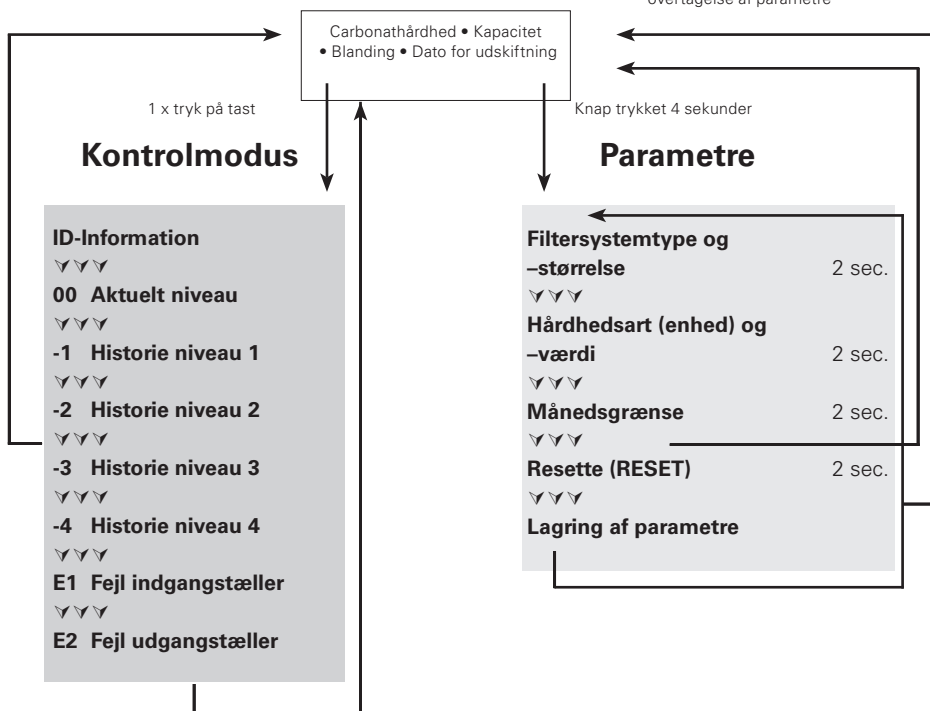 overtagelse af parametre
Carbonathårdhed • Kapacitet
• Blanding • Dato for udskiftning
1 x tryk på tast
Knap trykket 4 sekunder
Kontrolmodus
Parametre
ID-Information
00 Aktuelt niveau
-1 Historie niveau 1
-2 Historie niveau 2
-3 Historie niveau 3
-4 Historie niveau 4
E1 Fejl indgangstæller
E2 Fejl udgangstæller
Filtersystemtype og
–størrelse 2 sec.
Hårdhedsart (enhed) og
–værdi 2 sec.
Månedsgrænse 2 sec.
Resette (RESET) 2 sec.
Lagring af parametre